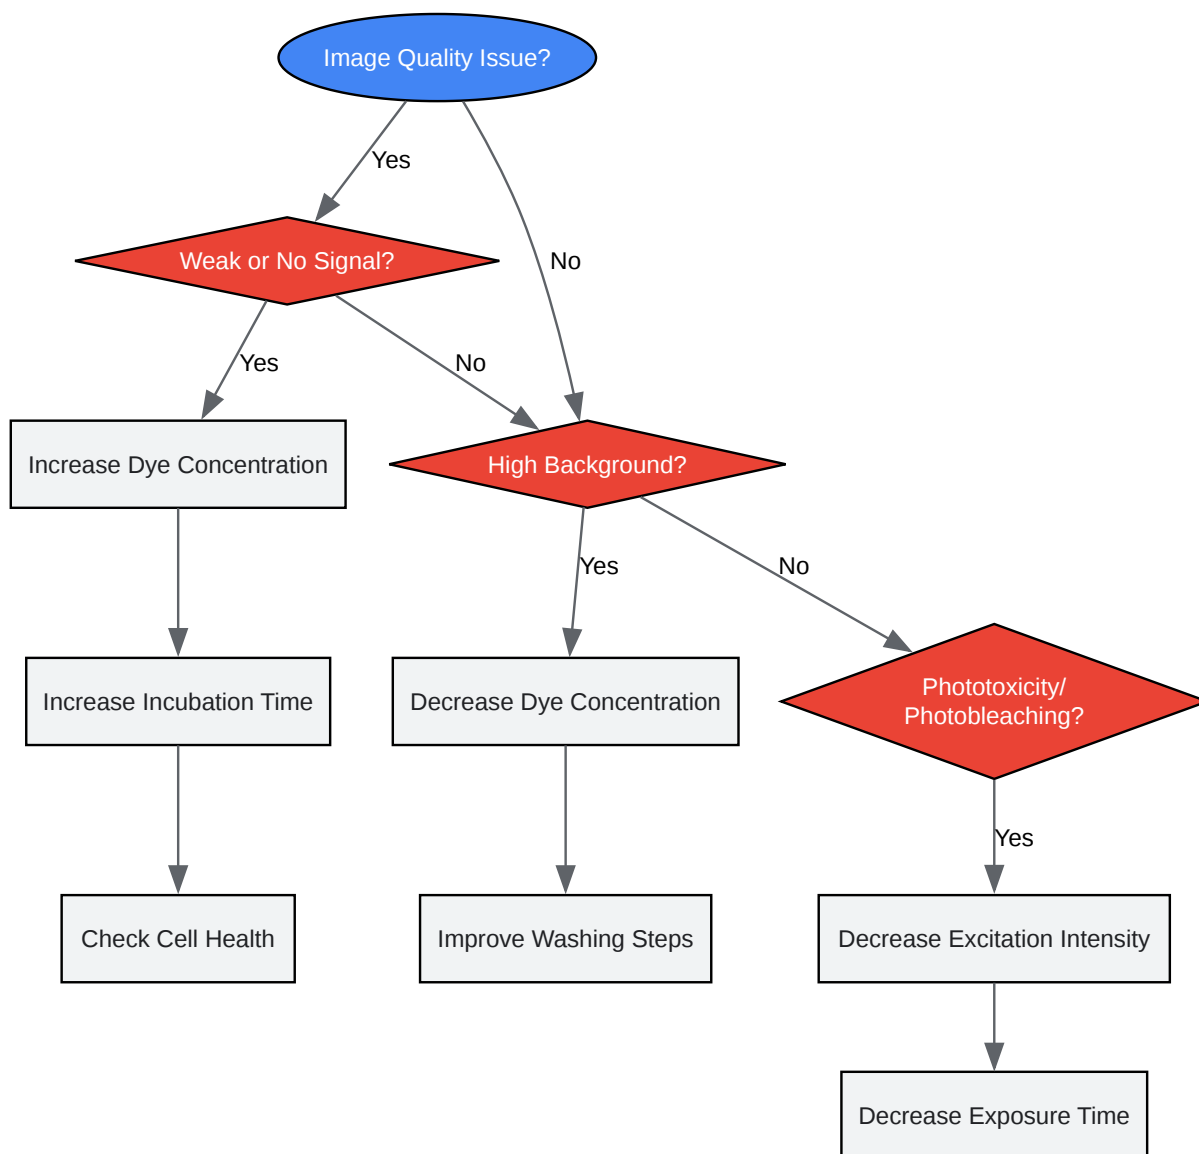 Image Quality Issue?
Yes
No
Weak or No Signal?
Yes
No
Increase Dye Concentration
High Background?
Yes
No
Increase Incubation Time
Decrease Dye Concentration
Phototoxicity/
Photobleaching?
Yes
Check Cell Health
Improve Washing Steps
Decrease Excitation Intensity
Decrease Exposure Time